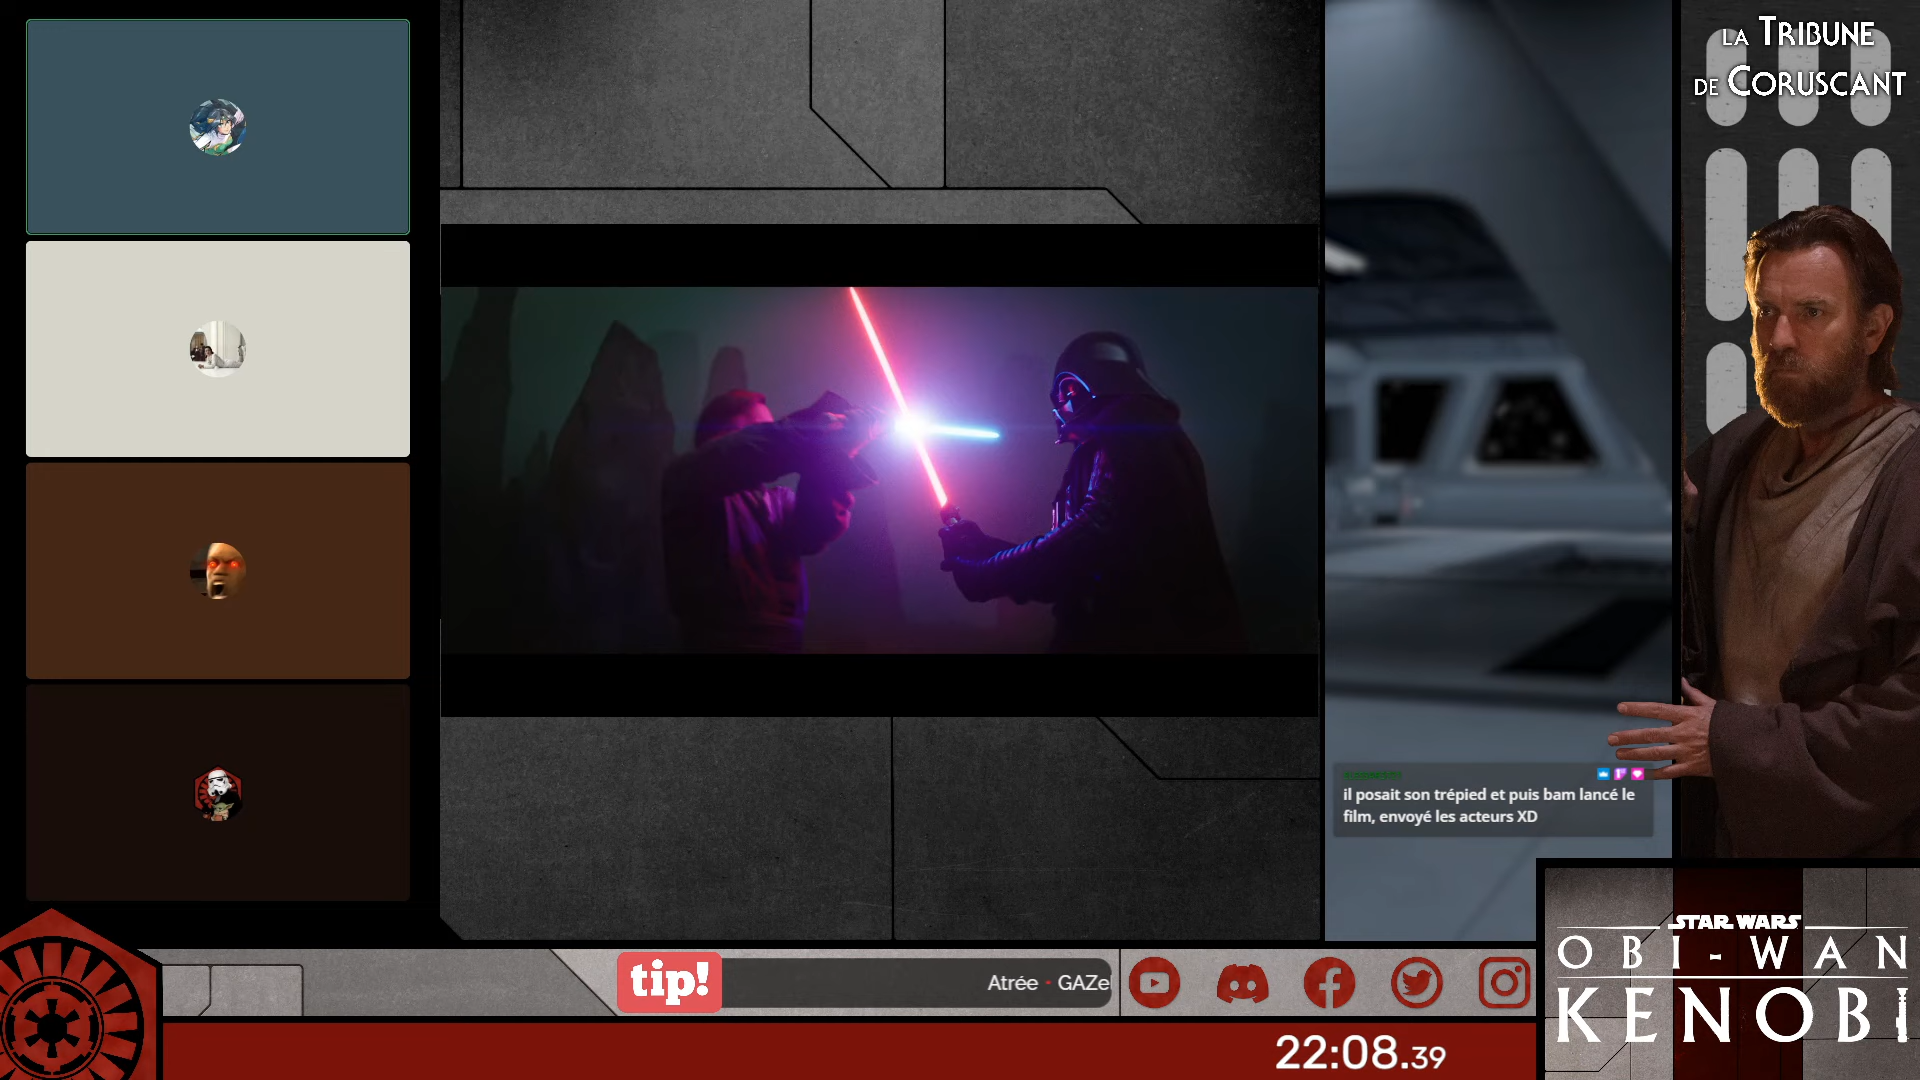 LA TRIBUNE
DE CORUSCANT
il posait son trépied et puis bam lancé le
film, envoyé les acteurs XD
STAR WARS
OBI-WAN
KENOBI
tip!
Atrée • GAZe
22:08.39